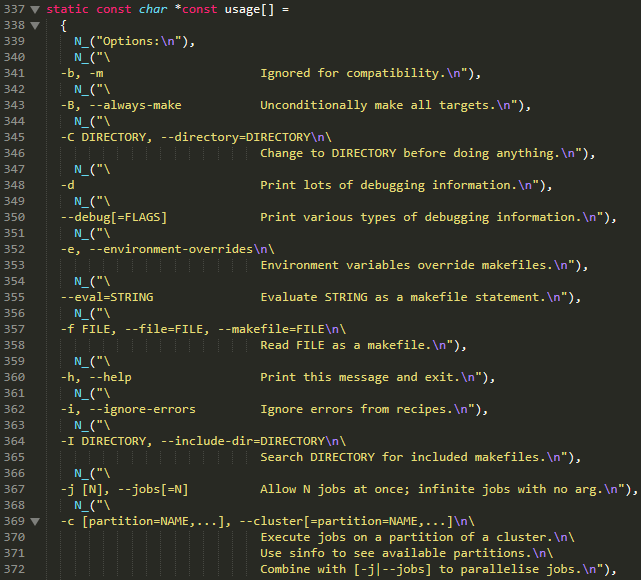 337 static const char *const usage[] =
338   {
339     N_("Options:\n"),
340     N_("\
341   -b, -m                      Ignored for compatibility.\n"),
342     N_("\
343   -B, --always-make           Unconditionally make all targets.\n"),
344     N_("\
345   -C DIRECTORY, --directory=DIRECTORY\n\
346                               Change to DIRECTORY before doing anything.\n"),
347     N_("\
348   -d                          Print lots of debugging information.\n"),
349     N_("\
350   --debug[=FLAGS]             Print various types of debugging information.\n"),
351     N_("\
352   -e, --environment-overrides\n\
353                               Environment variables override makefiles.\n"),
354     N_("\
355   --eval=STRING               Evaluate STRING as a makefile statement.\n"),
356     N_("\
357   -f FILE, --file=FILE, --makefile=FILE\n\
358                               Read FILE as a makefile.\n"),
359     N_("\
360   -h, --help                  Print this message and exit.\n"),
361     N_("\
362   -i, --ignore-errors         Ignore errors from recipes.\n"),
363     N_("\
364   -I DIRECTORY, --include-dir=DIRECTORY\n\
365                               Search DIRECTORY for included makefiles.\n"),
366     N_("\
367   -j [N], --jobs[=N]          Allow N jobs at once; infinite jobs with no arg.\n"),
368     N_("\
369   -c [partition=NAME,...], --cluster[=partition=NAME,...]\n\
370                               Execute jobs on a partition of a cluster.\n\
371                               Use sinfo to see available partitions.\n\
372                               Combine with [-j|--jobs] to parallelise jobs.\n"),